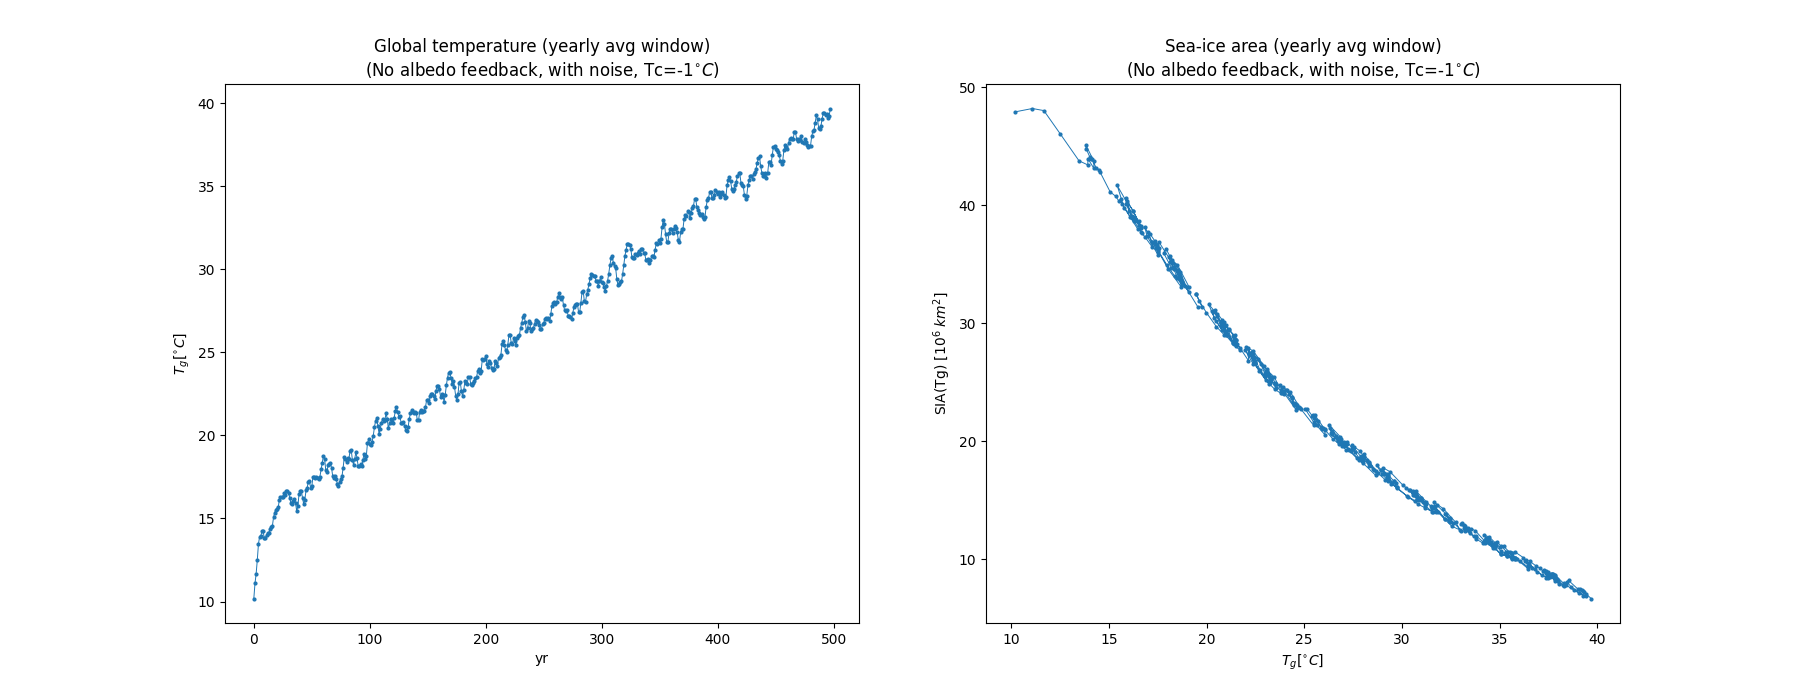 Global temperature (yearly avg window)
(No albedo feedback, with noise, Tc=-1°C)
40
35
30
25
20
15
10
T_g[°C]
0 100 200 300 400 500
yr
Sea-ice area (yearly avg window)
(No albedo feedback, with noise, Tc=-1°C)
50
40
30
20
10
SIA(Tg) [10⁶ km²]
10 15 20 25 30 35 40
T_g[°C]